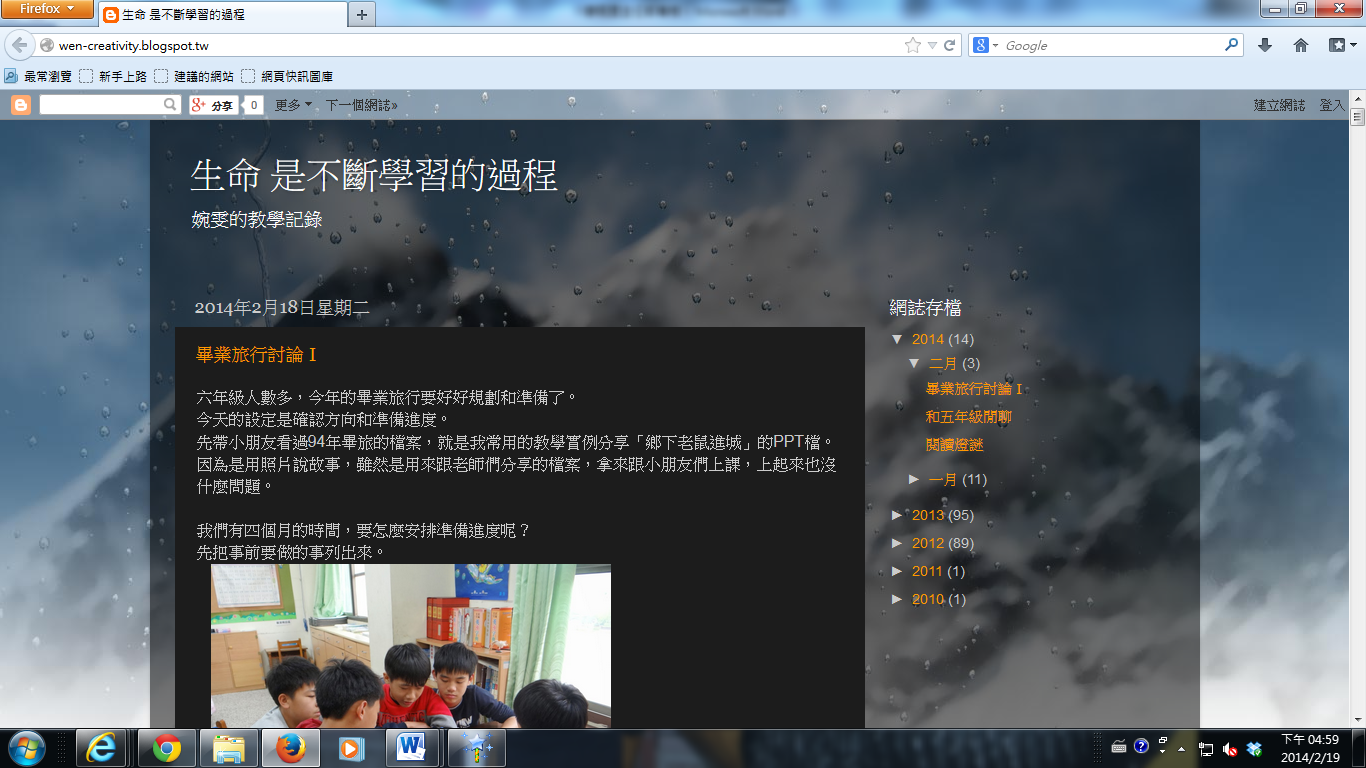 Firefox
生命 是不斷學習的過程
wen-creativity.blogspot.tw
Google
最常瀏覽 新手上路 建議的網站 網頁快訊圖庫
分享 0 更多 下一個網誌» 建立網誌 登入
生命 是不斷學習的過程
婉雯的教學記錄
2014年2月18日星期二
畢業旅行討論 I
六年級人數多，今年的畢業旅行要好好規劃和準備了。
今天的設定是確認方向和準備進度。
先帶小朋友看過94年畢旅的檔案，就是我常用的教學實例分享「鄉下老鼠進城」的PPT檔。
因為是用照片說故事，雖然是用來跟老師們分享的檔案，拿來跟小朋友們上課，上起來也沒
什麼問題。
我們有四個月的時間，要怎麼安排準備進度呢？
先把事前要做的事列出來。
網誌存檔
▼ 2014 (14)
▼ 二月 (3)
畢業旅行討論 I
和五年級閒聊
閱讀燈謎
► 一月 (11)
► 2013 (95)
► 2012 (89)
► 2011 (1)
► 2010 (1)
下午 04:59
2014/2/19